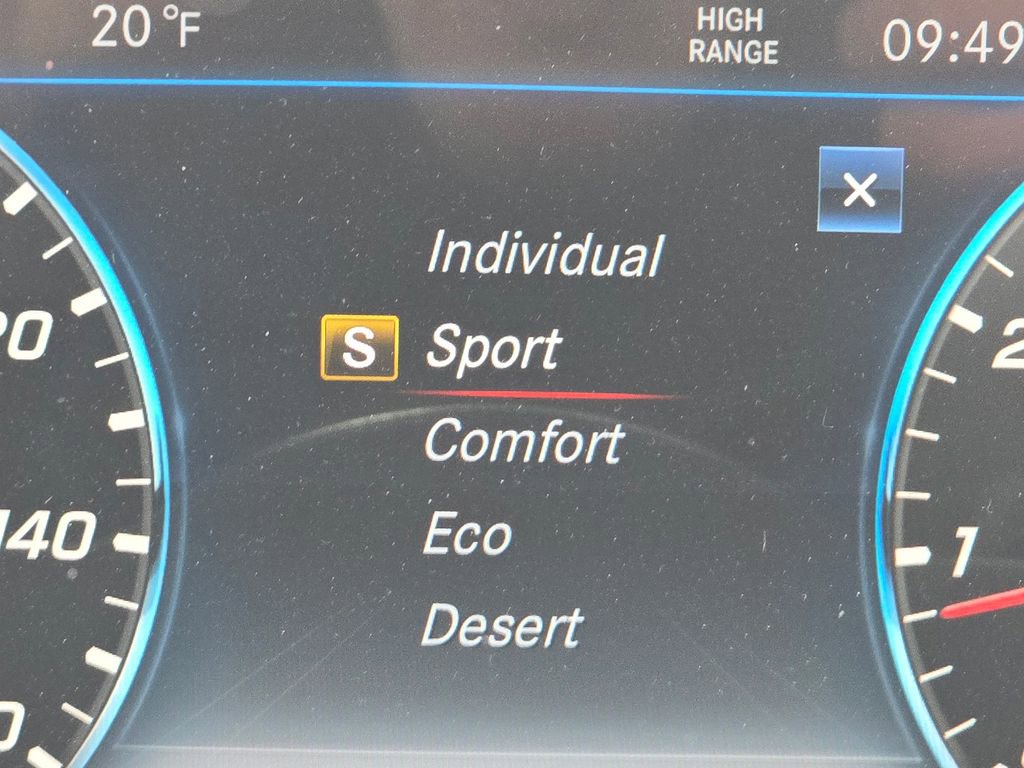 20 °F
HIGH
RANGE
09:49
Individual
S Sport
Comfort
Eco
Desert
140
1